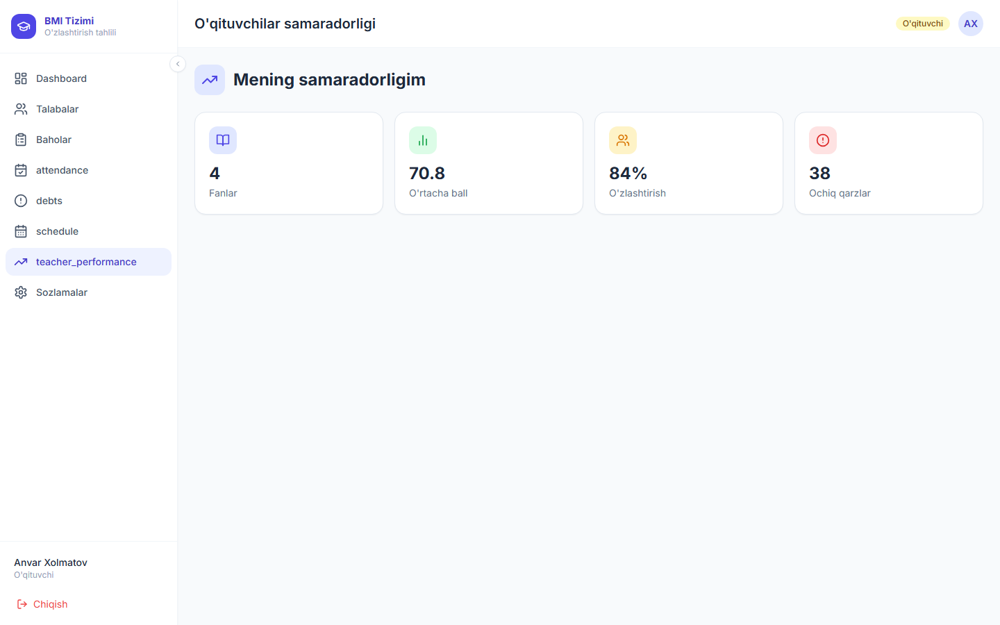 BMI Tizimi
O'zlashtirish tahlili
Dashboard
Talabalar
Baholar
attendance
debts
schedule
teacher_performance
Sozlamalar
Anvar Xolmatov
O'qituvchi
Chiqish
O'qituvchilar samaradorligi
O'qituvchi
AX
Mening samaradorligim
4
Fanlar
70.8
O'rtacha ball
84%
O'zlashtirish
38
Ochiq qarzlar